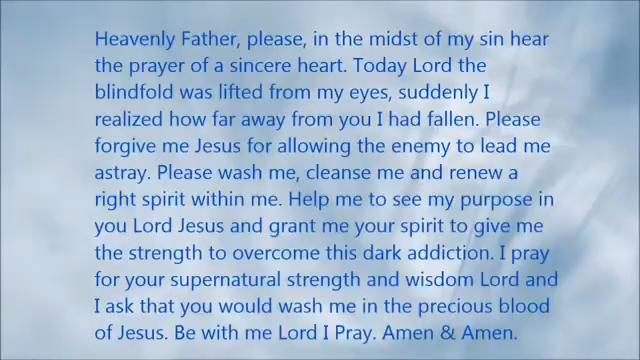 Heavenly Father, please, in the midst of my sin hear
the prayer of a sincere heart. Today Lord the
blindfold was lifted from my eyes, suddenly I
realized how far away from you I had fallen. Please
forgive me Jesus for allowing the enemy to lead me
astray. Please wash me, cleanse me and renew a
right spirit within me. Help me to see my purpose in
you Lord Jesus and grant me your spirit to give me
the strength to overcome this dark addiction. I pray
for your supernatural strength and wisdom Lord and
I ask that you would wash me in the precious blood
of Jesus. Be with me Lord I Pray. Amen & Amen.